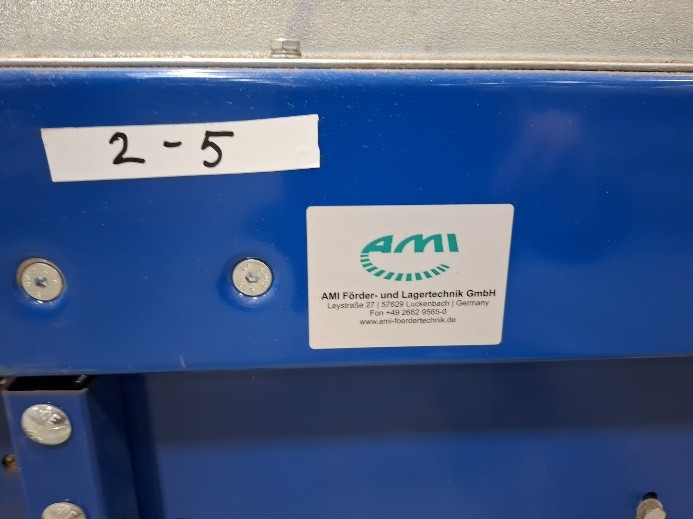 2-5
AMI
AMI Förder- und Lagertechnik GmbH
Leystraße 27 | 57629 Luckenbach | Germany
Fon +49 2662 9565-0
www.ami-foerdertechnik.de